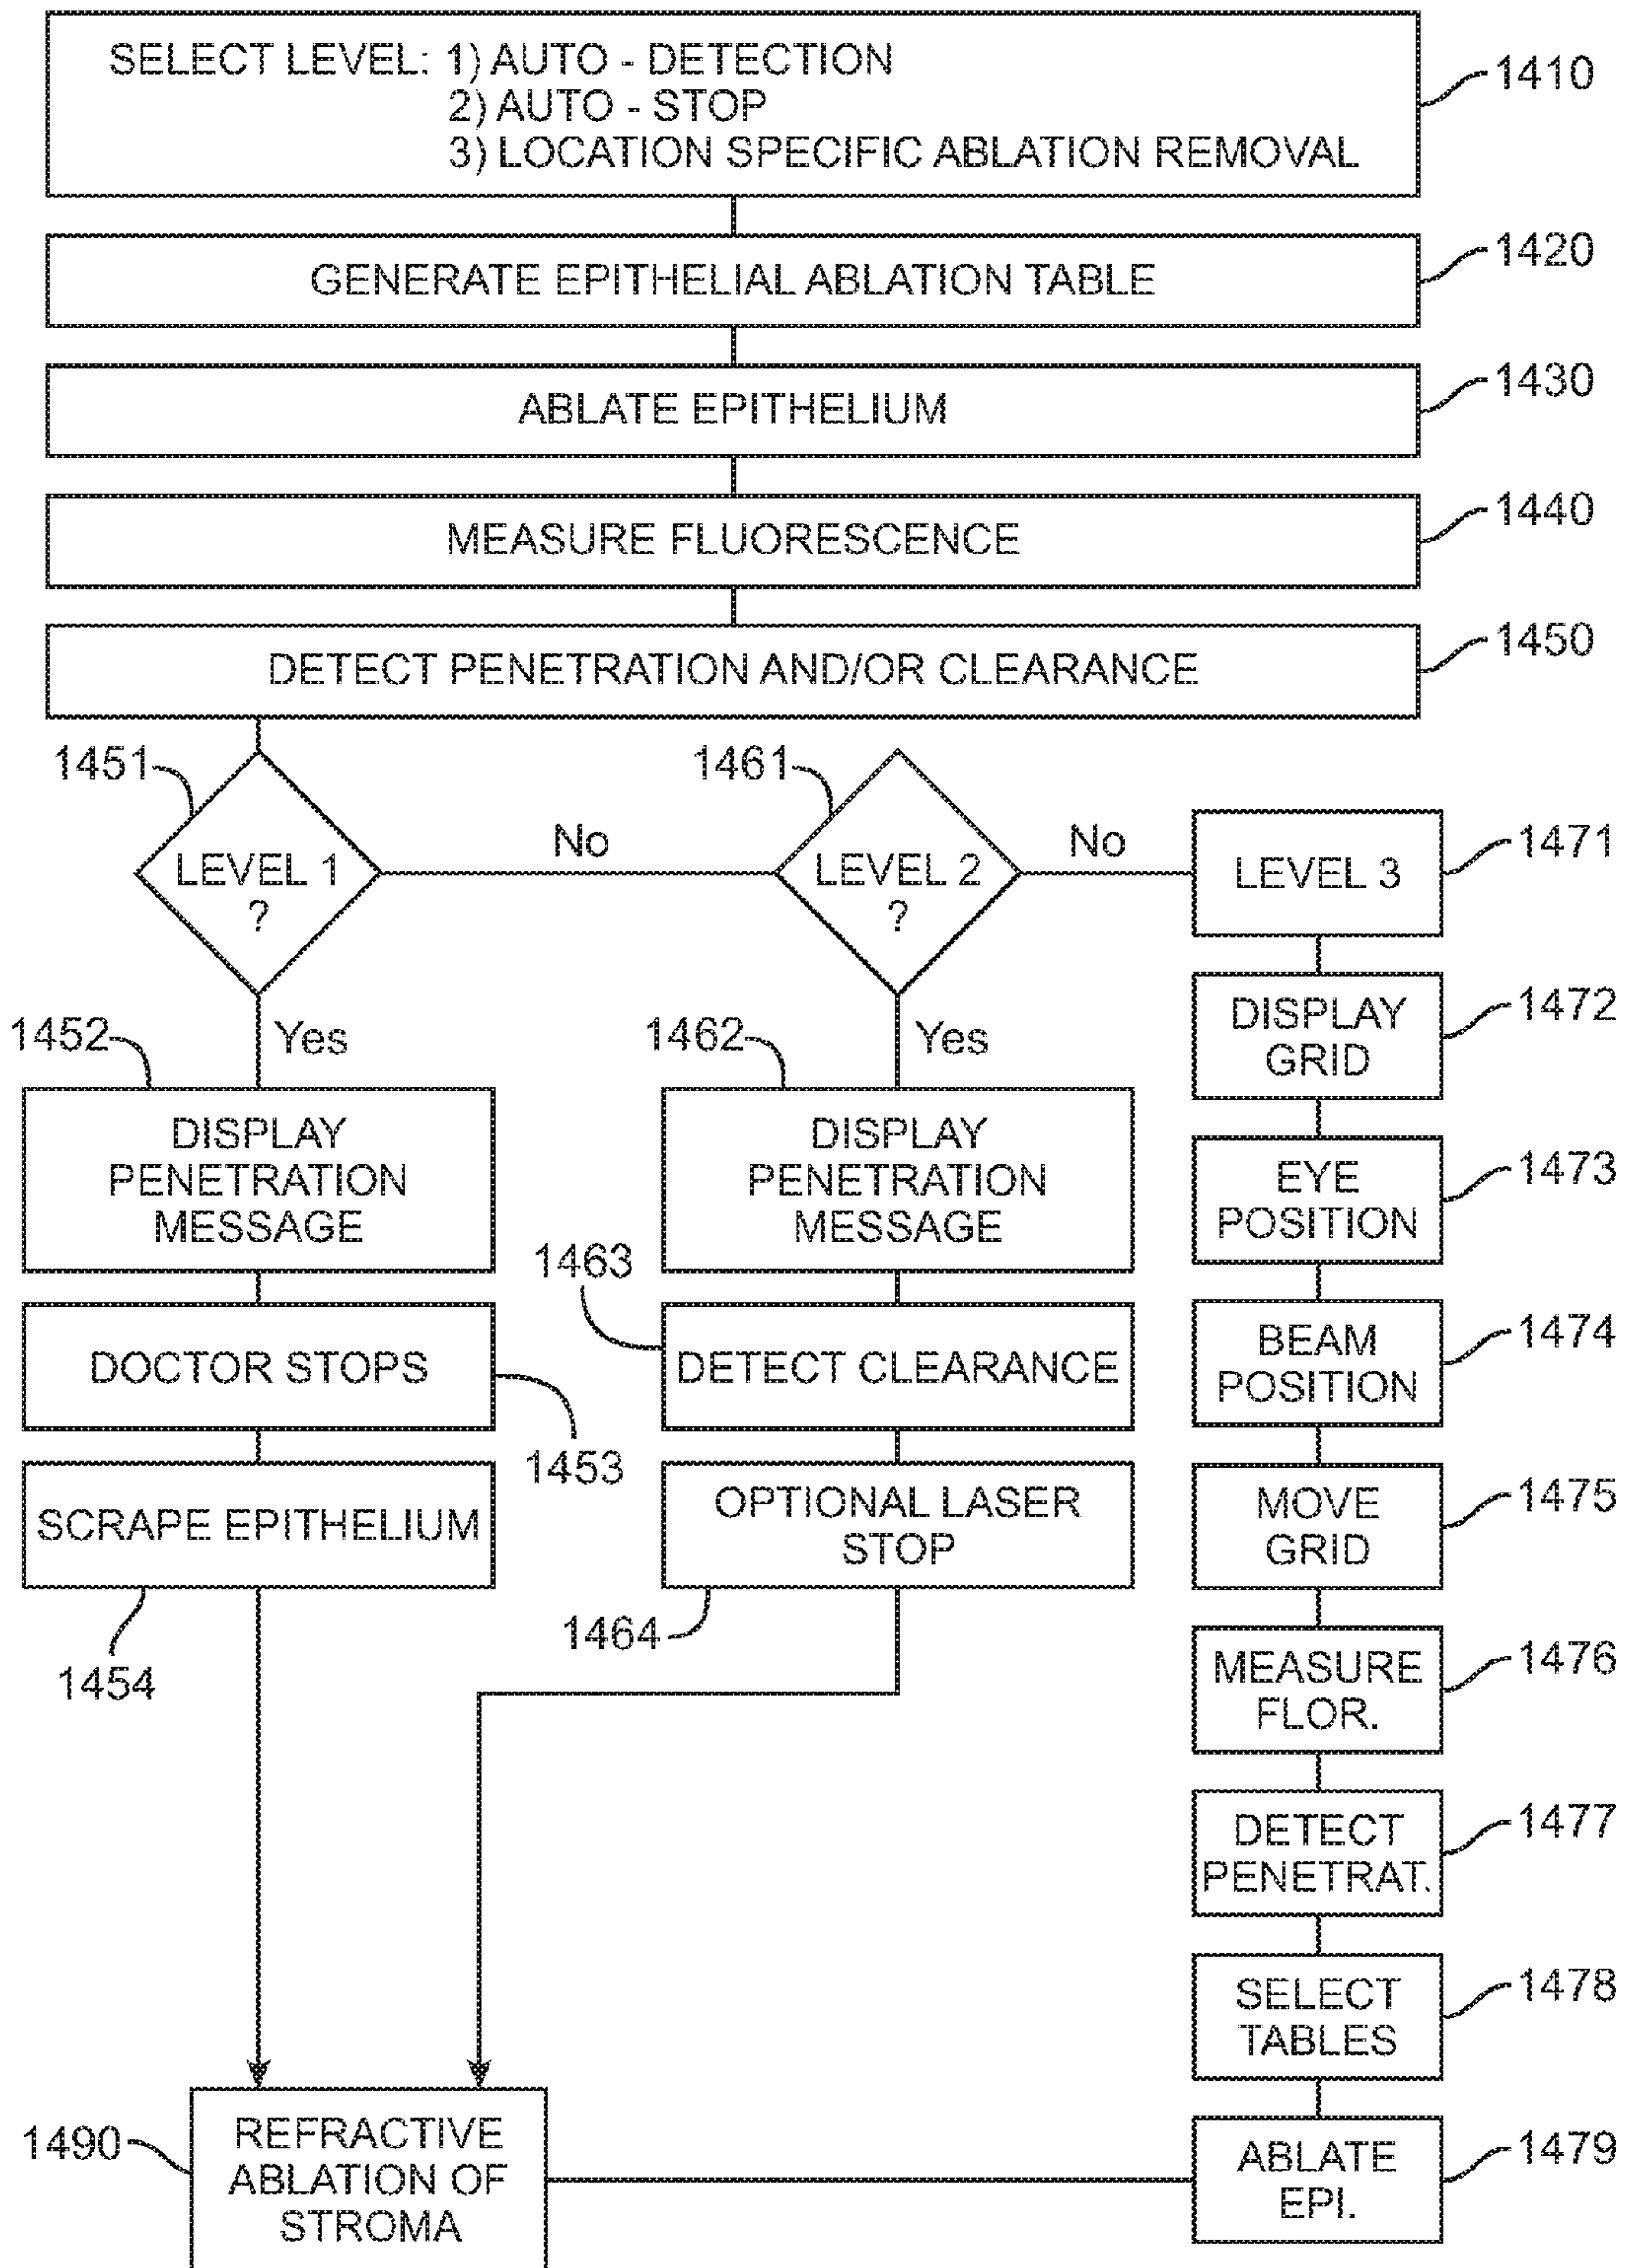 SELECT LEVEL: 1) AUTO - DETECTION
2) AUTO - STOP
3) LOCATION SPECIFIC ABLATION REMOVAL
1410
GENERATE EPITHELIAL ABLATION TABLE
1420
ABLATE EPITHELIUM
1430
MEASURE FLUORESCENCE
1440
DETECT PENETRATION AND/OR CLEARANCE
1450
1451
LEVEL 1
?
No
Yes
1461
LEVEL 2
?
No
Yes
LEVEL 3
1471
1452
DISPLAY
PENETRATION
MESSAGE
DOCTOR STOPS
1453
SCRAPE EPITHELIUM
1454
1462
DISPLAY
PENETRATION
MESSAGE
1463
DETECT CLEARANCE
OPTIONAL LASER
STOP
1464
DISPLAY
GRID
1472
EYE
POSITION
1473
BEAM
POSITION
1474
MOVE
GRID
1475
MEASURE
FLOR.
1476
DETECT
PENETRAT.
1477
SELECT
TABLES
1478
ABLATE
EPI.
1479
1490
REFRACTIVE
ABLATION OF
STROMA